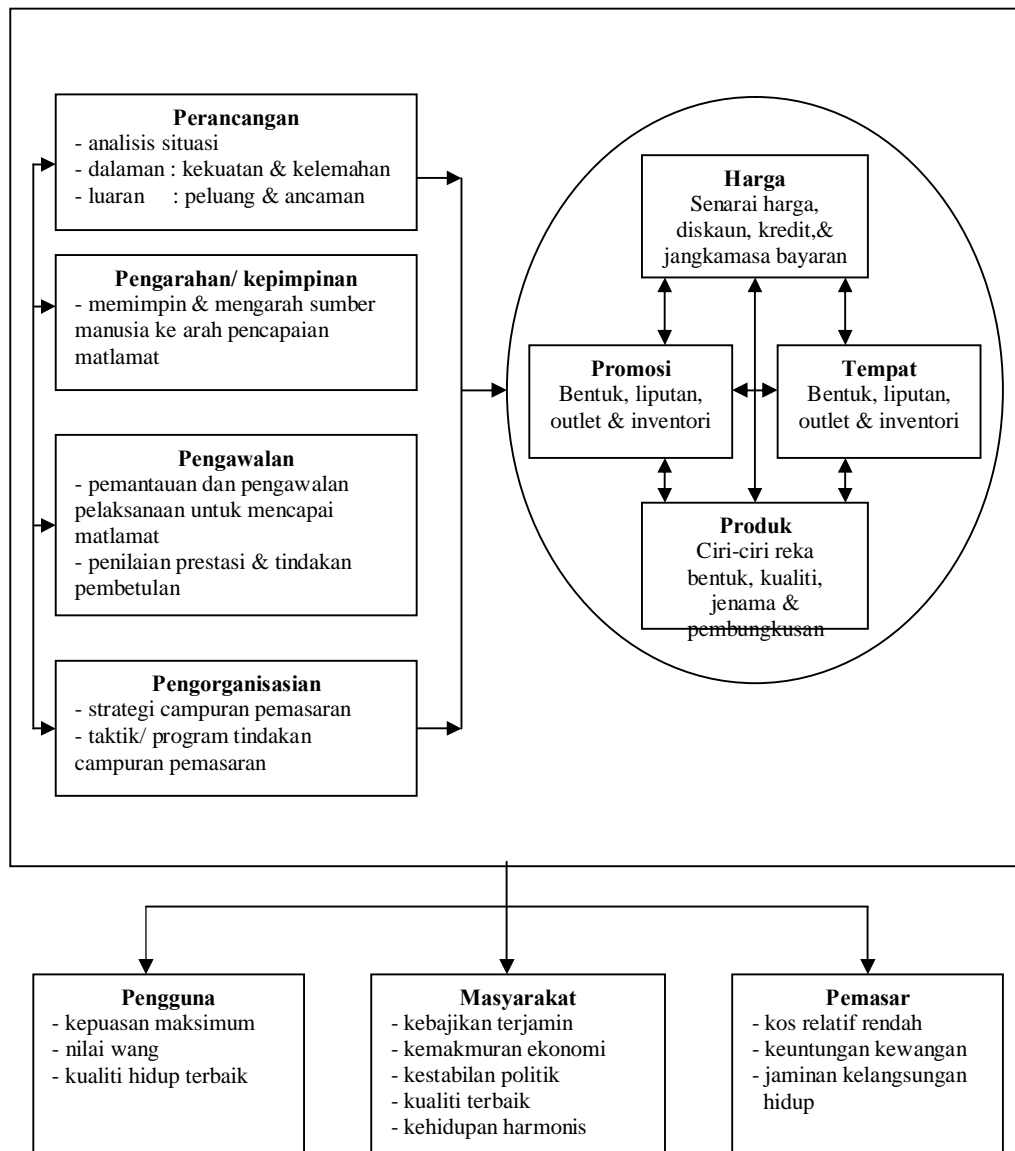 Perancangan
- analisis situasi
- dalaman : kekuatan & kelemahan
- luaran : peluang & ancaman
Pengarahan/ kepimpinan
- memimpin & mengarah sumber
manusia ke arah pencapaian
matlamat
Pengawalan
- pemantauan dan pengawalan
pelaksanaan untuk mencapai
matlamat
- penilaian prestasi & tindakan
pembetulan
Pengorganisasian
- strategi campuran pemasaran
- taktik/ program tindakan
campuran pemasaran
Harga
Senarai harga,
diskaun, kredit,&
jangkamasa bayaran
Promosi
Bentuk, liputan,
outlet & inventori
Tempat
Bentuk, liputan,
outlet & inventori
Produk
Ciri-ciri reka
bentuk, kualiti,
jenama &
pembungkusan
Pengguna
- kepuasan maksimum
- nilai wang
- kualiti hidup terbaik
Masyarakat
- kebajikan terjamin
- kemakmuran ekonomi
- kestabilan politik
- kualiti terbaik
- kehidupan harmonis
Pemasar
- kos relatif rendah
- keuntungan kewangan
- jaminan kelangsungan
hidup